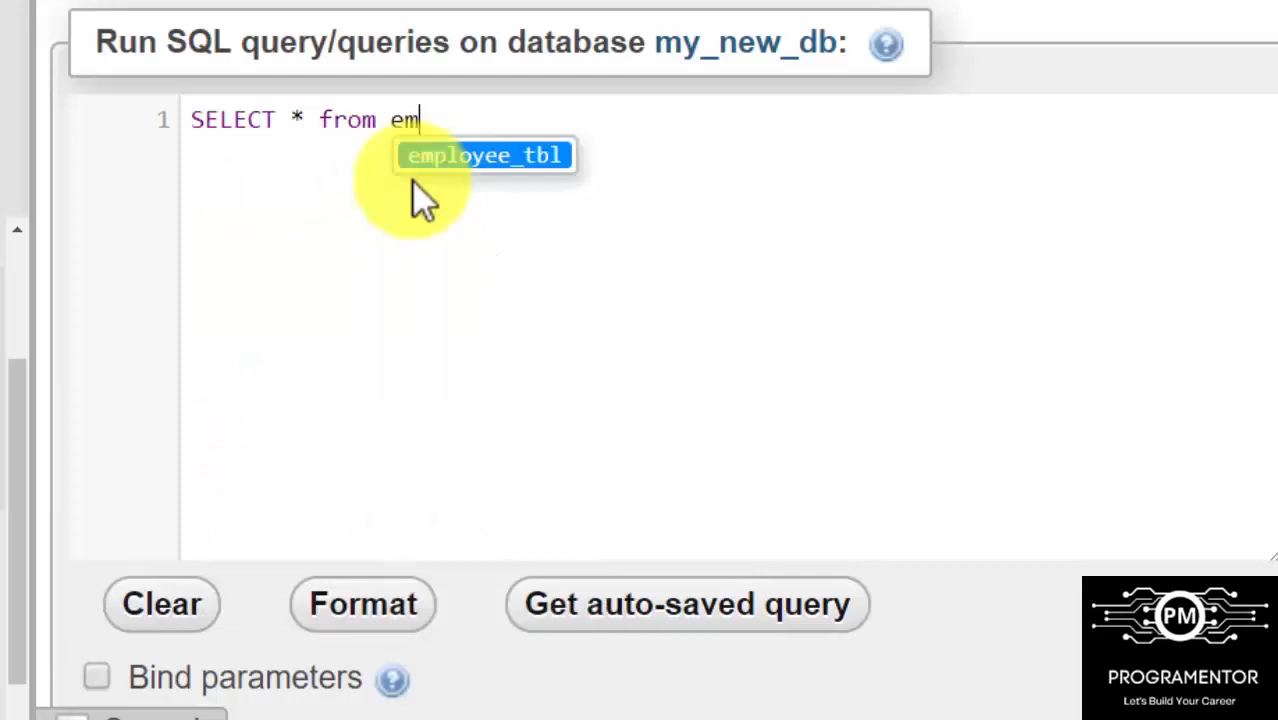 Run SQL query/queries on database my_new_db:
1 SELECT * from em
employee_tbl
Clear Format Get auto-saved query
Bind parameters
PM
PROGRAMENTOR
Let's Build Your Career